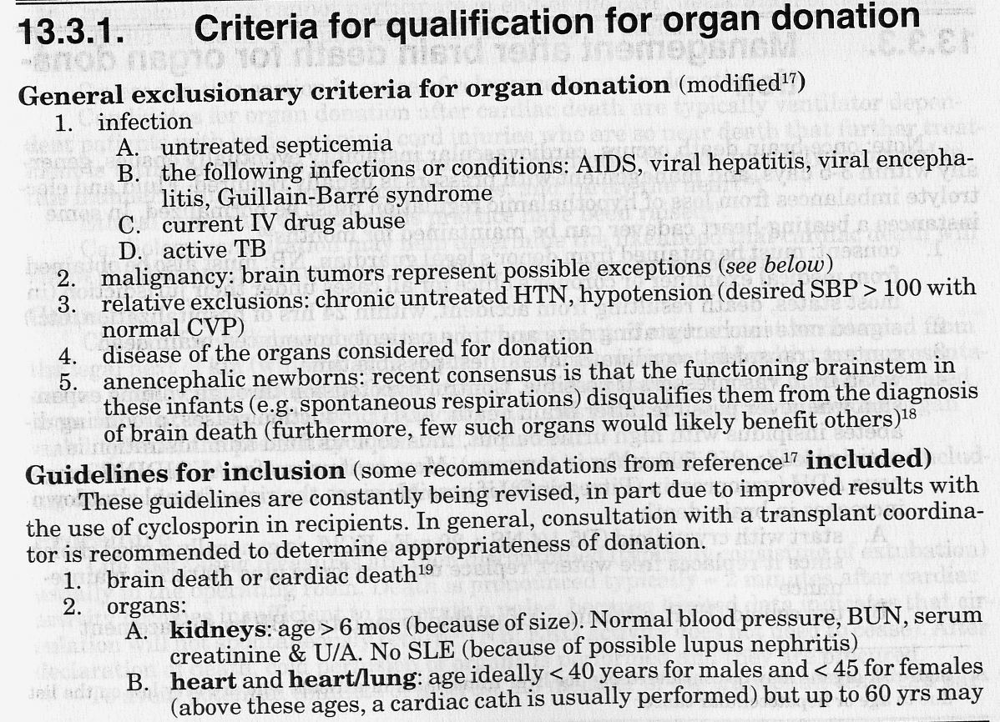 13.3.1. Criteria for qualification for organ donation
General exclusionary criteria for organ donation (modified17)
1. infection
A. untreated septicemia
B. the following infections or conditions: AIDS, viral hepatitis, viral encepha-
litis, Guillain-Barré syndrome
C. current IV drug abuse
D. active TB
2. malignancy: brain tumors represent possible exceptions (see below)
3. relative exclusions: chronic untreated HTN, hypotension (desired SBP > 100 with
normal CVP)
4. disease of the organs considered for donation
5. anencephalic newborns: recent consensus is that the functioning brainstem in
these infants (e.g. spontaneous respirations) disqualifies them from the diagnosis
of brain death (furthermore, few such organs would likely benefit others)18
Guidelines for inclusion (some recommendations from reference17 included)
These guidelines are constantly being revised, in part due to improved results with
the use of cyclosporin in recipients. In general, consultation with a transplant coordina-
tor is recommended to determine appropriateness of donation.
1. brain death or cardiac death19
2. organs:
A. kidneys: age > 6 mos (because of size). Normal blood pressure, BUN, serum
creatinine & U/A. No SLE (because of possible lupus nephritis)
B. heart and heart/lung: age ideally < 40 years for males and < 45 for females
(above these ages, a cardiac cath is usually performed) but up to 60 yrs may